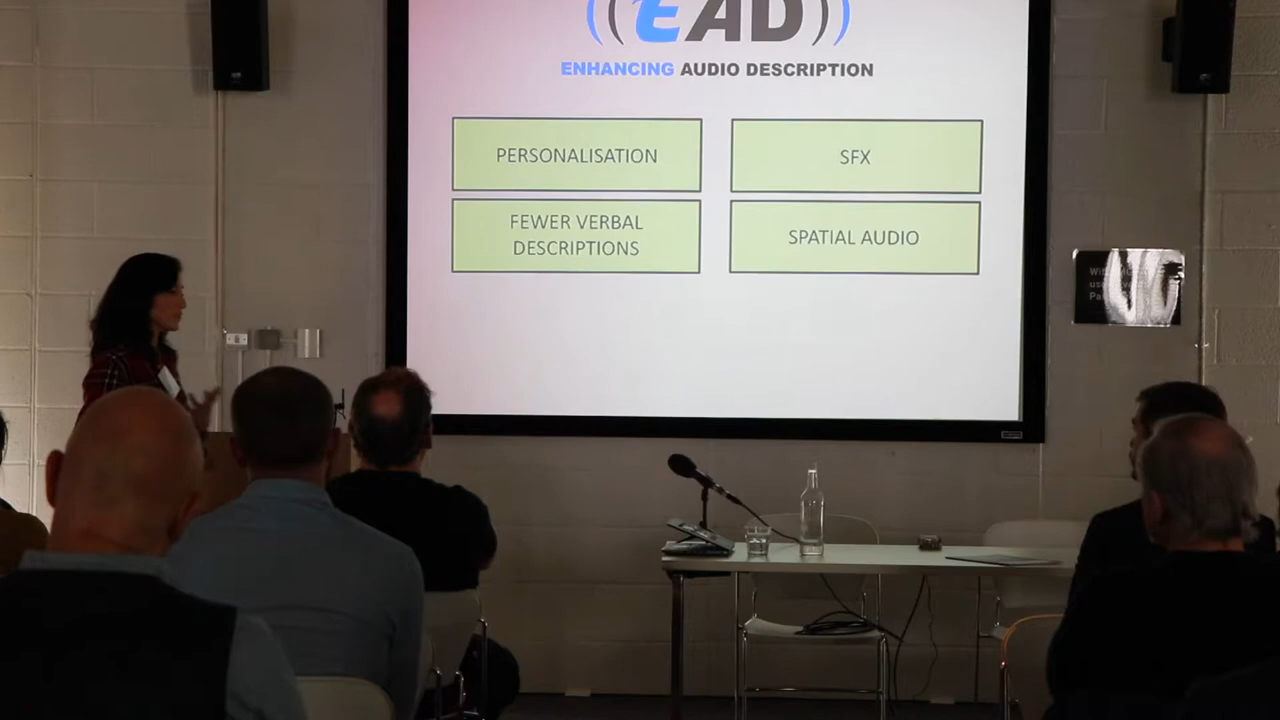 EAD
ENHANCING AUDIO DESCRIPTION
PERSONALISATION
SFX
FEWER VERBAL
DESCRIPTIONS
SPATIAL AUDIO